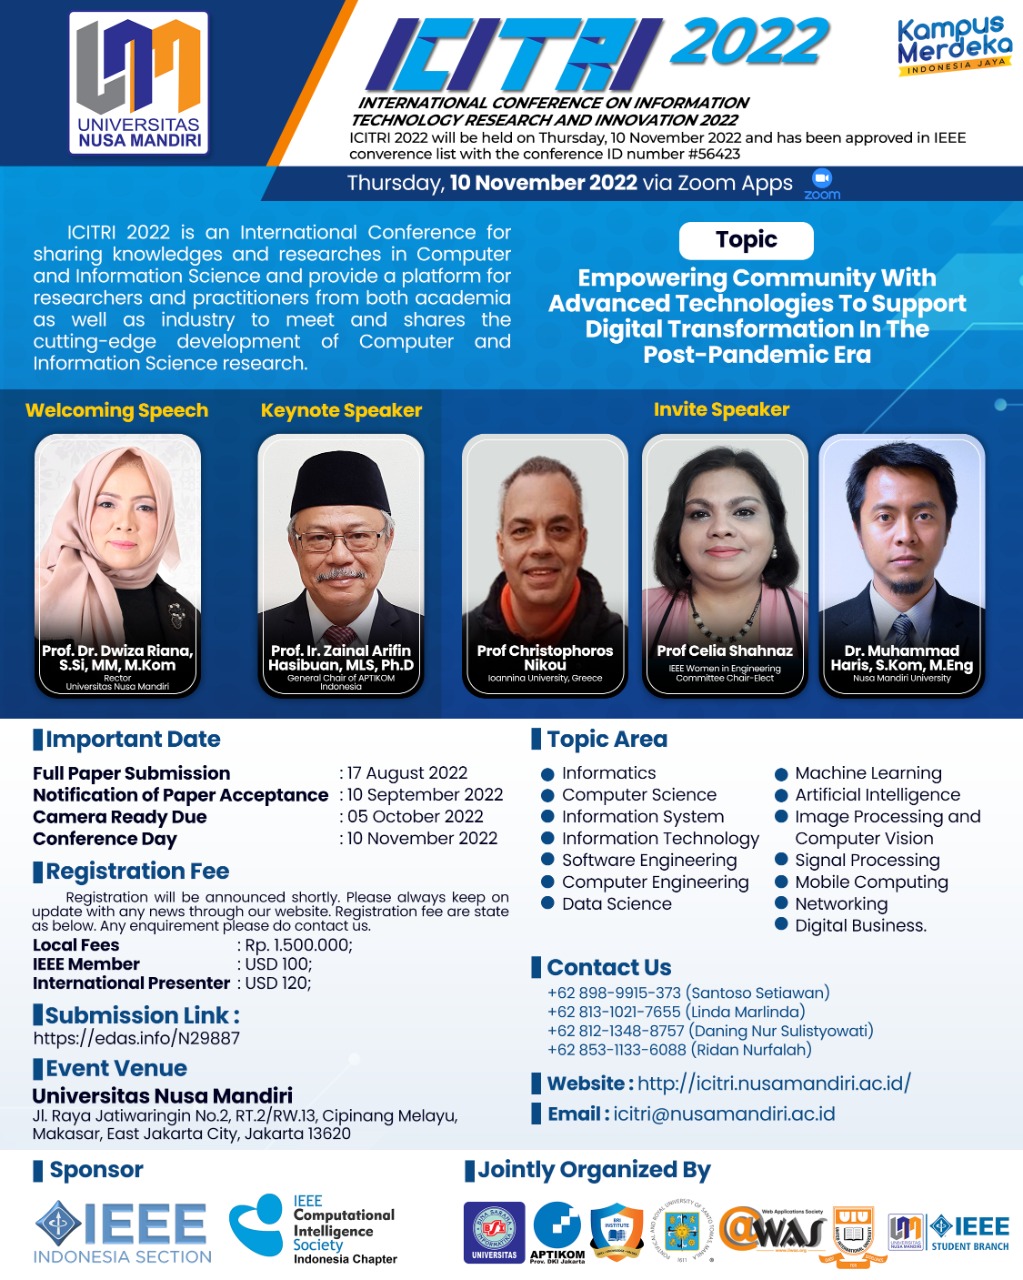 UNIVERSITAS
NUSA MANDIRI
ICITRI 2022
INTERNATIONAL CONFERENCE ON INFORMATION
TECHNOLOGY RESEARCH AND INNOVATION 2022
ICITRI 2022 will be held on Thursday, 10 November 2022 and has been approved in IEEE
converence list with the conference ID number #56423
Kampus
Merdeka
INDONESIA JAYA
Thursday, 10 November 2022 via Zoom Apps
zoom
ICITRI 2022 is an International Conference for
sharing knowledges and researches in Computer
and Information Science and provide a platform for
researchers and practitioners from both academia
as well as industry to meet and shares the
cutting-edge development of Computer and
Information Science research.
Topic
Empowering Community With
Advanced Technologies To Support
Digital Transformation In The
Post-Pandemic Era
Welcoming Speech
Prof. Dr. Dwiza Riana,
S.Si, MM, M.Kom
Rector
Universitas Nusa Mandiri
Keynote Speaker
Prof. Ir. Zainal Arifin
Hasibuan, MLS, Ph.D
General Chair of APTIKOM
Indonesia
Invite Speaker
Prof Christophoros
Nikou
Ioannina University, Greece
Prof Celia Shahnaz
IEEE Women in Engineering
Committee Chair-Elect
Dr. Muhammad
Haris, S.Kom, M.Eng
Nusa Mandiri University
Important Date
Full Paper Submission : 17 August 2022
Notification of Paper Acceptance : 10 September 2022
Camera Ready Due : 05 October 2022
Conference Day : 10 November 2022
Registration Fee
Registration will be announced shortly. Please always keep on
update with any news through our website. Registration fee are state
as below. Any enquirement please do contact us.
Local Fees : Rp. 1.500.000;
IEEE Member : USD 100;
International Presenter : USD 120;
Submission Link :
https://edas.info/N29887
Event Venue
Universitas Nusa Mandiri
Jl. Raya Jatiwaringin No.2, RT.2/RW.13, Cipinang Melayu,
Makasar, East Jakarta City, Jakarta 13620
Topic Area
Informatics
Computer Science
Information System
Information Technology
Software Engineering
Computer Engineering
Data Science
Machine Learning
Artificial Intelligence
Image Processing and
Computer Vision
Signal Processing
Mobile Computing
Networking
Digital Business.
Contact Us
+62 898-9915-373 (Santoso Setiawan)
+62 813-1021-7655 (Linda Marlinda)
+62 812-1348-8757 (Daning Nur Sulistyowati)
+62 853-1133-6088 (Ridan Nurfalah)
Website : http://icitri.nusamandiri.ac.id/
Email : icitri@nusamandiri.ac.id
Sponsor
IEEE
INDONESIA SECTION
IEEE
Computational
Intelligence
Society
Indonesia Chapter
Jointly Organized By
BINA SARANA
INFORMATIKA
UNIVERSITAS
APTIKOM
Prov. DKI Jakarta
BRI
INSTITUTE
Web Applications Society
@WAS
UIU
UNIVERSITAS
NUSA MANDIRI
IEEE
STUDENT BRANCH